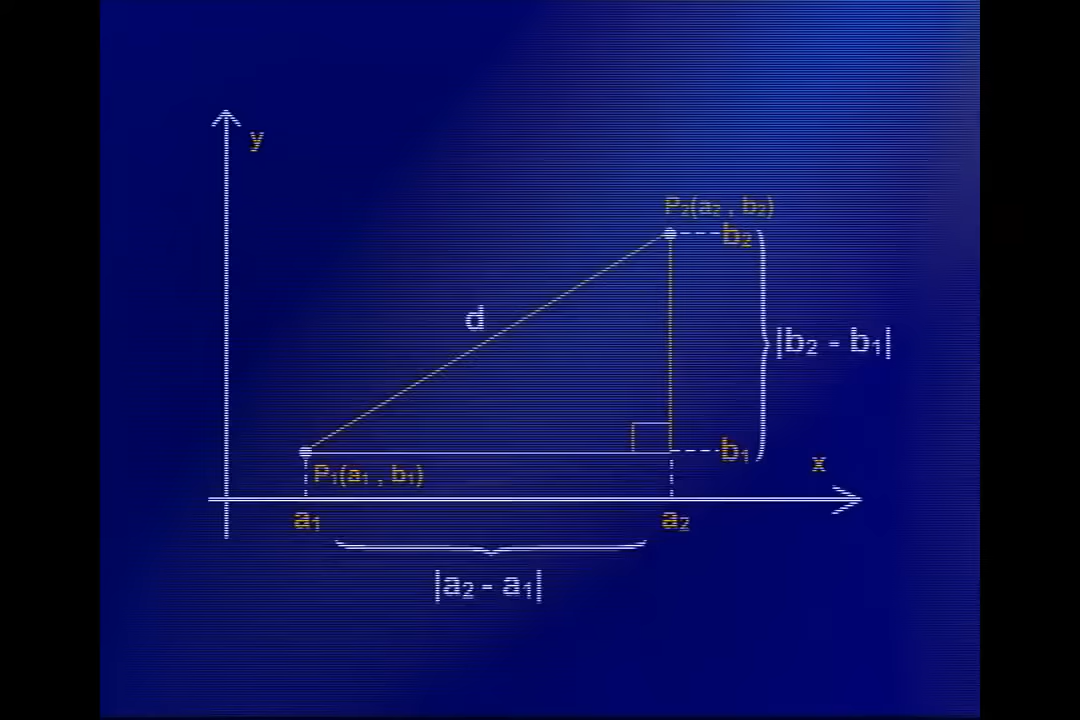 y
P₂(a₂ , b₂)
b₂
d
|b₂ - b₁|
b₁
x
P₁(a₁ , b₁)
a₁
a₂
|a₂ - a₁|